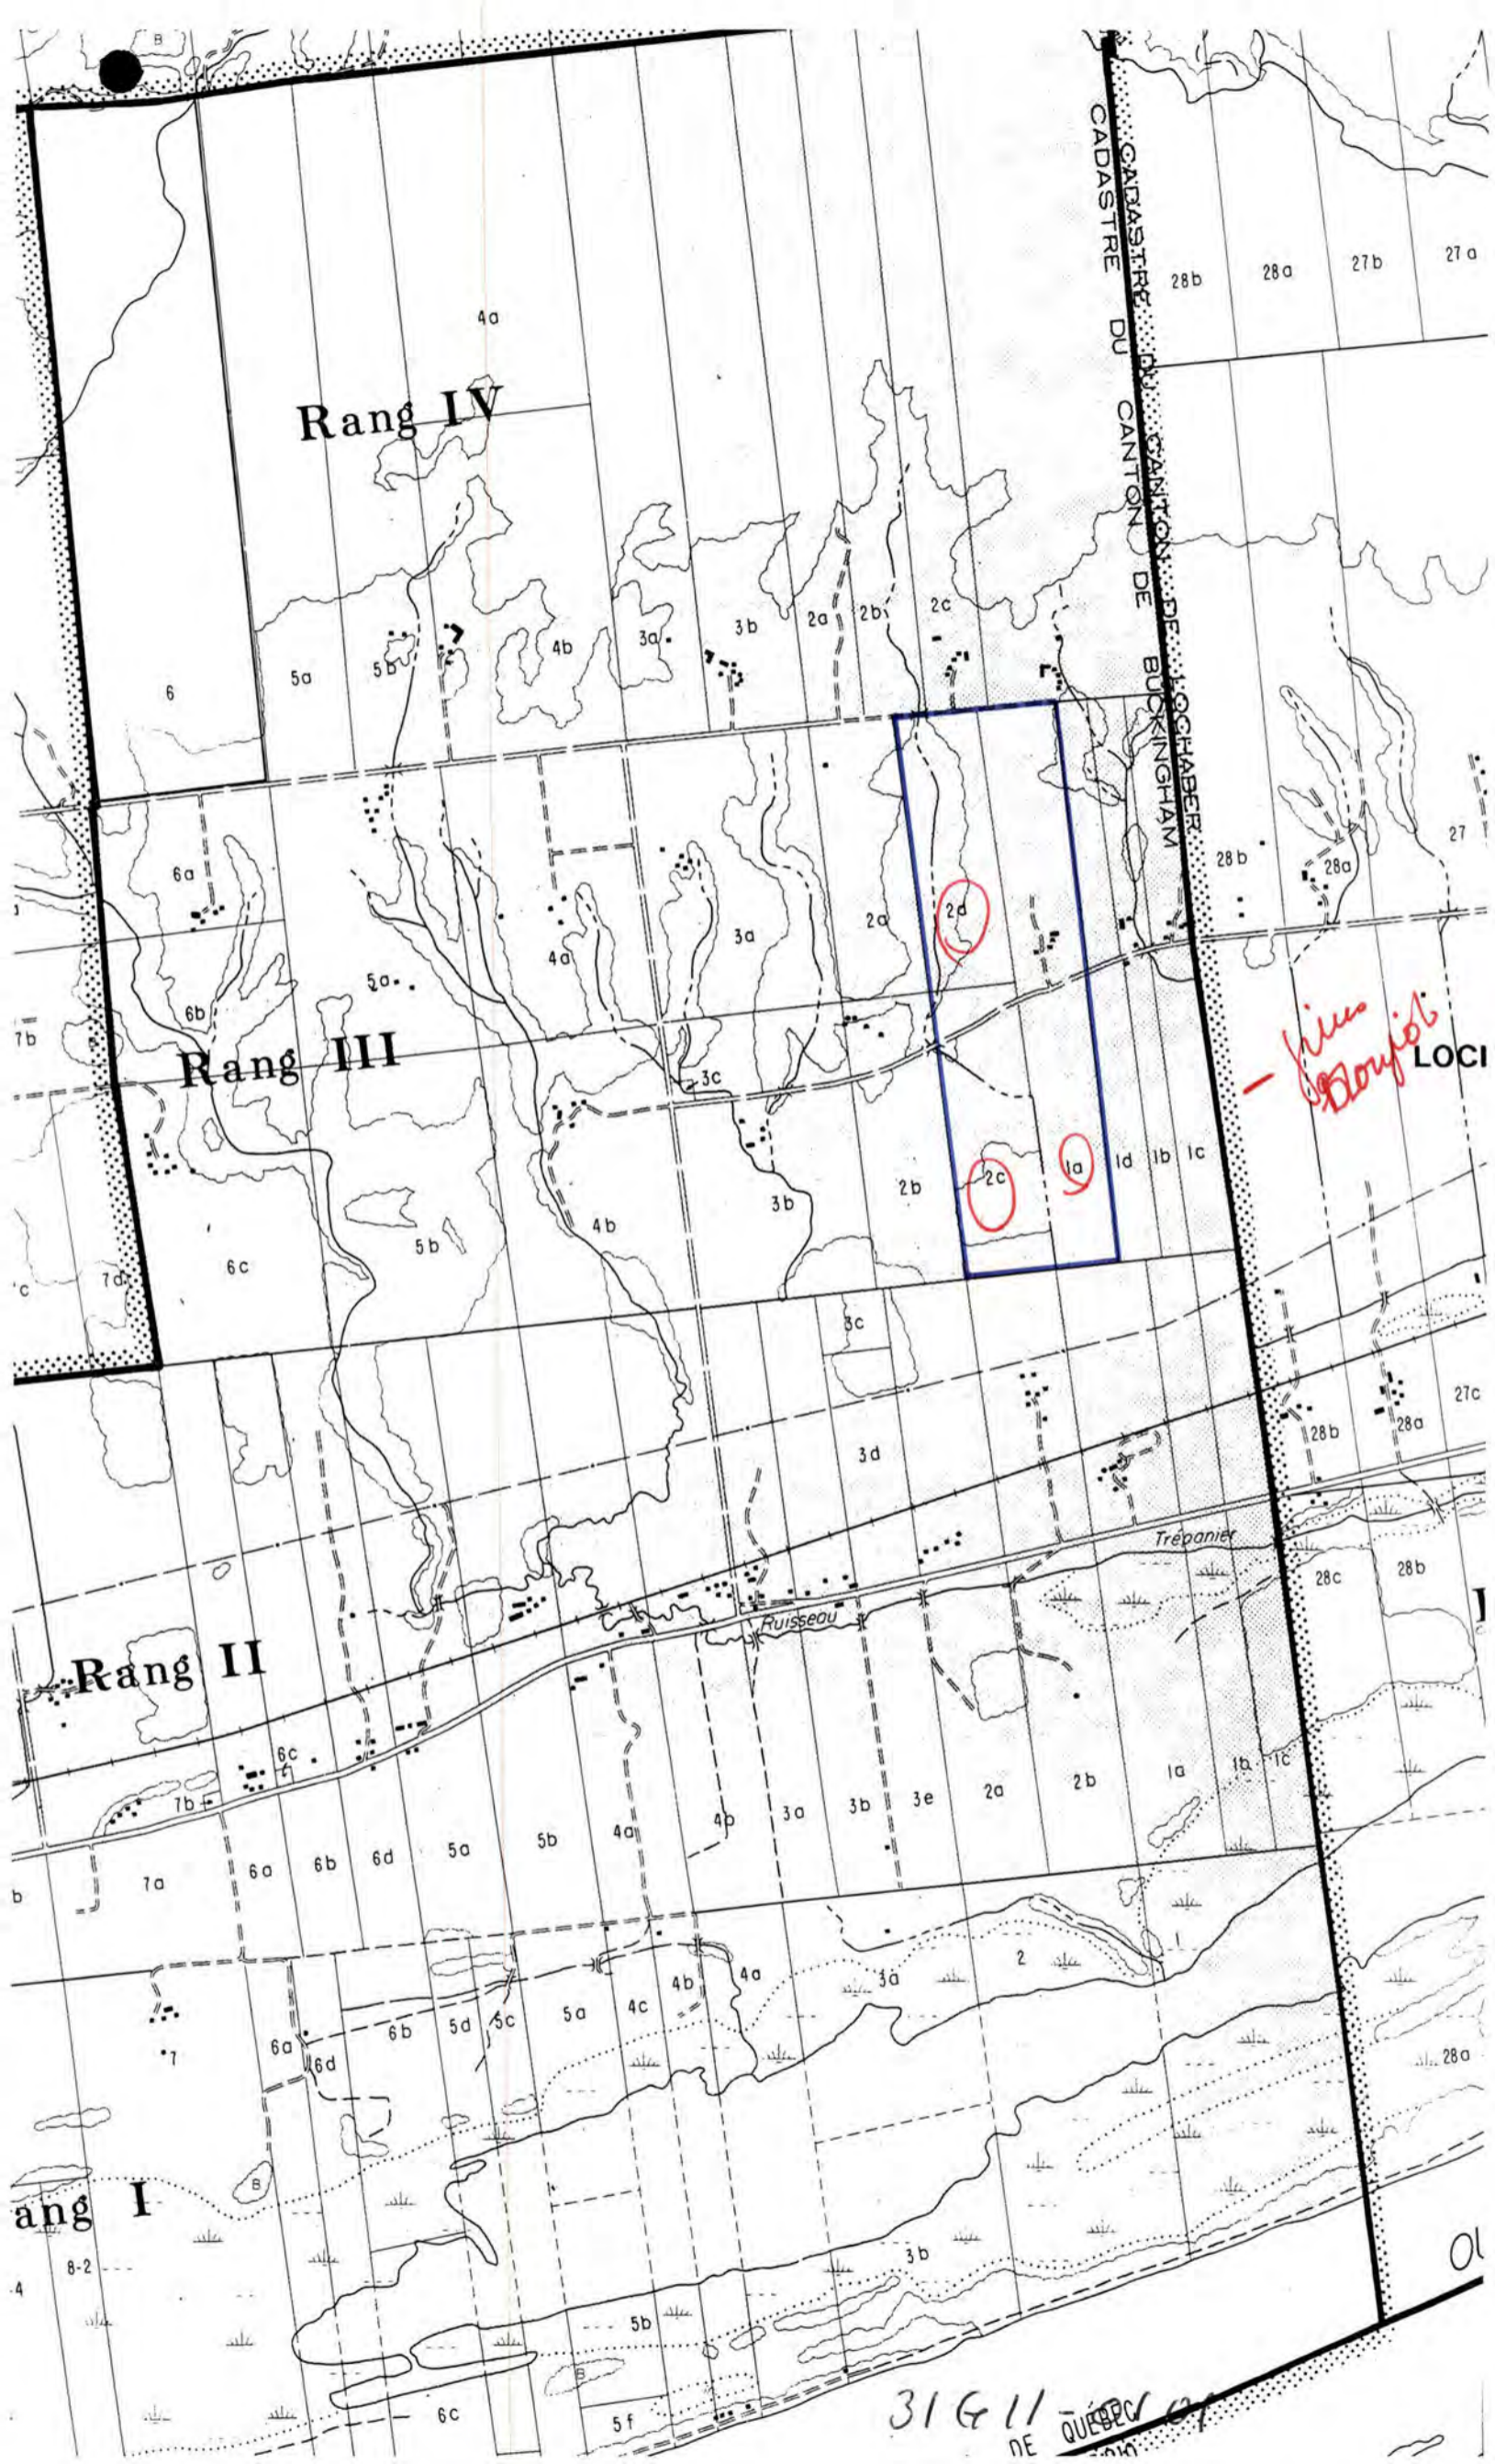 B
CADASTRE DU CANTON DE LOCHABER
CADASTRE DU CANTON DE BUCKINGHAM
28b 28a 27b 27a
4a
Rang IV
6 5a 5b 4b 3a 3b 2a 2b 2c
6a 5a 4a 3a 2a 2d 28b 28a 27
7b 6b
Rang III
3c
LOCI
6c 5b 4b 3b 2b 2c 1a 1d 1b 1c
c 7d
3c
3d
28b 28a 27c
Trépanier
28c 28b
Ruisseau
Rang II
6c
7b
7a 6a 6b 6d 5a 5b 4a 4b 3a 3b 3e 2a 2b 1a 1b 1c
b
7 6a 6d 6b 5d 5c 5a 4c 4b 4a 3a 2 1
28a
B
ang I
8-2
4
3b
5b
B
6c 5f
31G11
QUÉBEC
DE